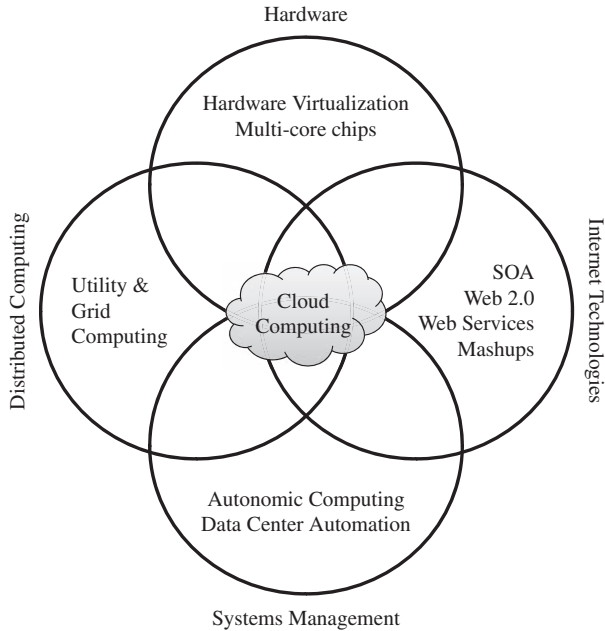 Hardware
Hardware Virtualization
Multi-core chips
Distributed Computing
Utility &
Grid
Computing
Cloud
Computing
SOA
Web 2.0
Web Services
Mashups
Internet Technologies
Autonomic Computing
Data Center Automation
Systems Management